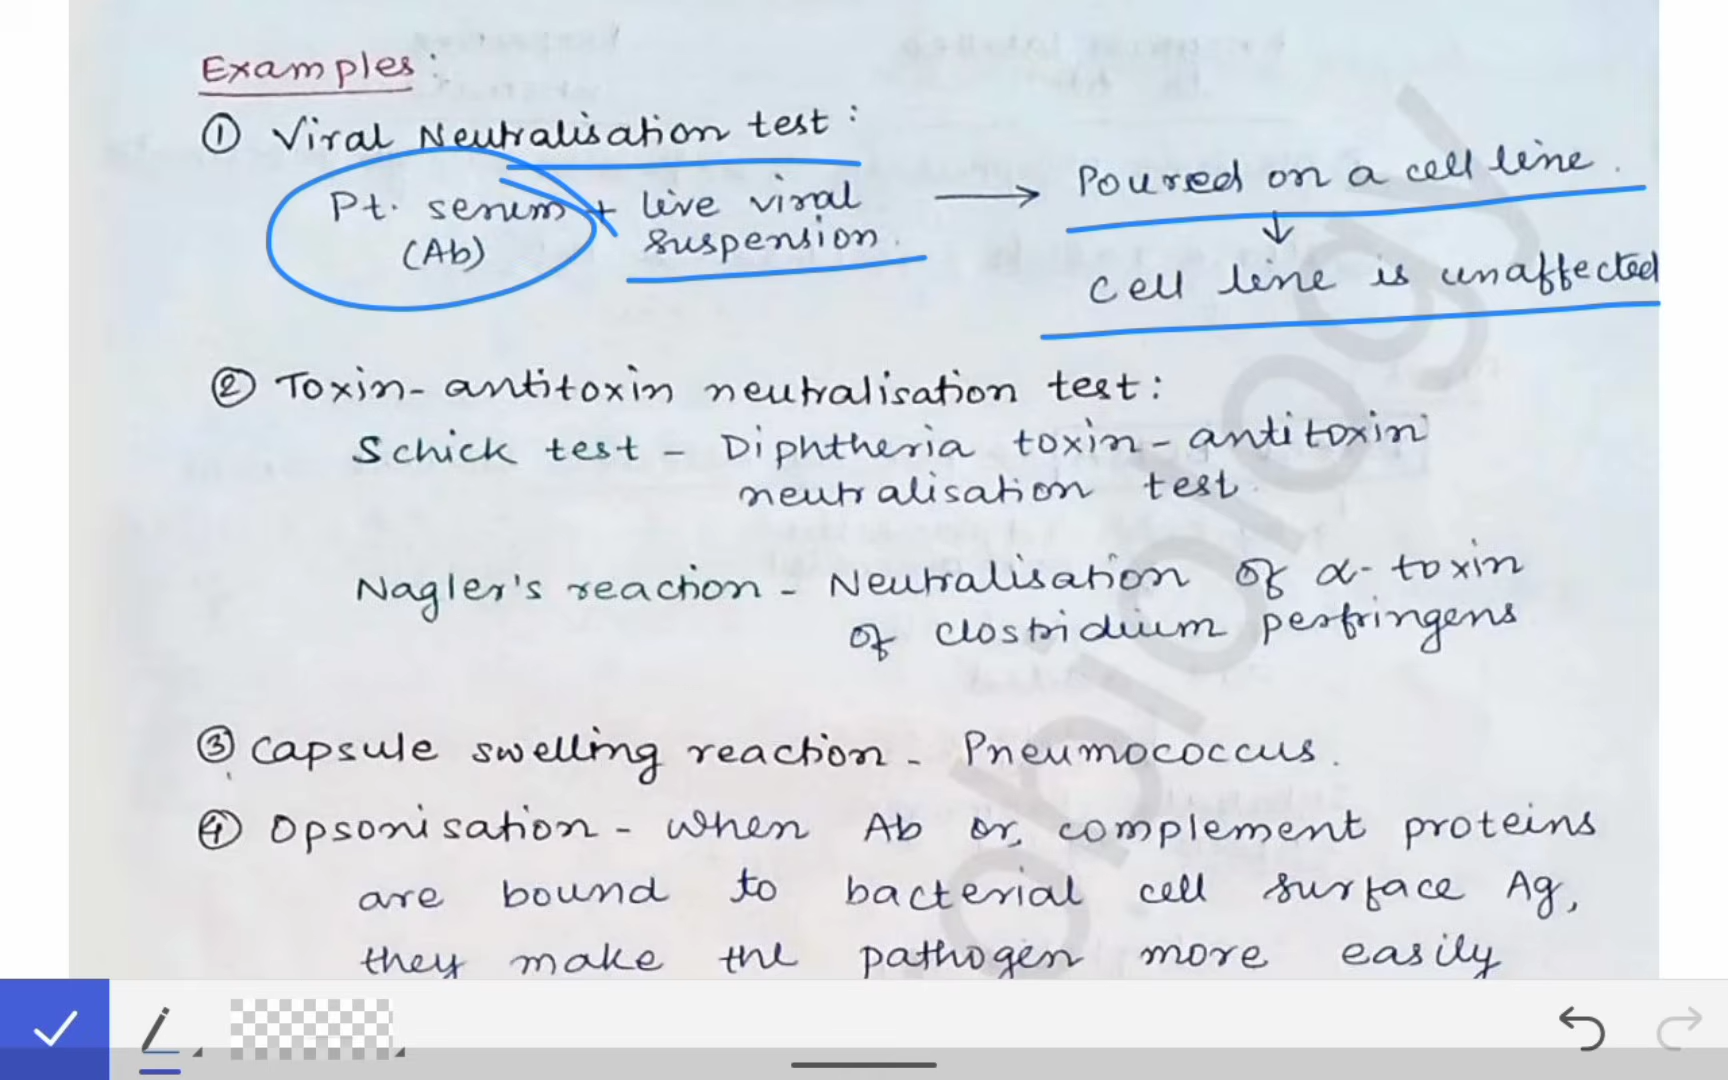 Examples:
① Viral Neutralisation test:
Pt. serum + live viral → Poured on a cell line.
(Ab) suspension. ↓
cell line is unaffected
② Toxin-antitoxin neutralisation test:
Schick test - Diphtheria toxin-antitoxin
neutralisation test.
Nagler's reaction - Neutralisation of α-toxin
of clostridium perfringens
③ Capsule swelling reaction - Pneumococcus.
④ Opsonisation - when Ab or complement proteins
are bound to bacterial cell surface Ag,
they make the pathogen more easily
obiology